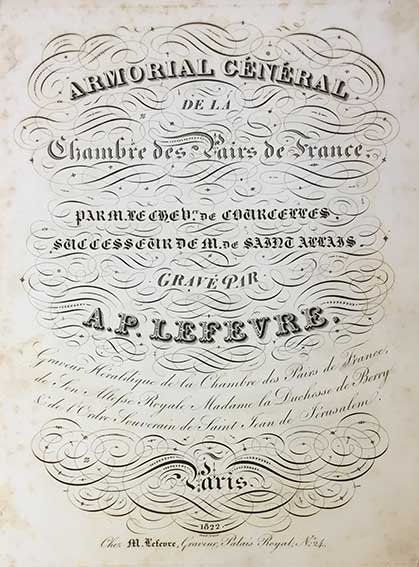 ARMORIAL GÉNÉRAL
DE LA
Chambre des Pairs de France.
PAR M. LE CHEV.r DE COURCELLES.
SUCCESSEUR DE M. DE SAINT ALLAIS.
GRAVÉ PAR
A.P. LEFEVRE.
Graveur Héraldique de la Chambre des Pairs de France,
de Son Altesse Royale Madame la Duchesse de Berry
& de l'Ordre Souverain de Saint Jean de Jérusalem.
Paris.
1822
Chez M. Lefevre, Graveur, Palais Royal, N.o 24.